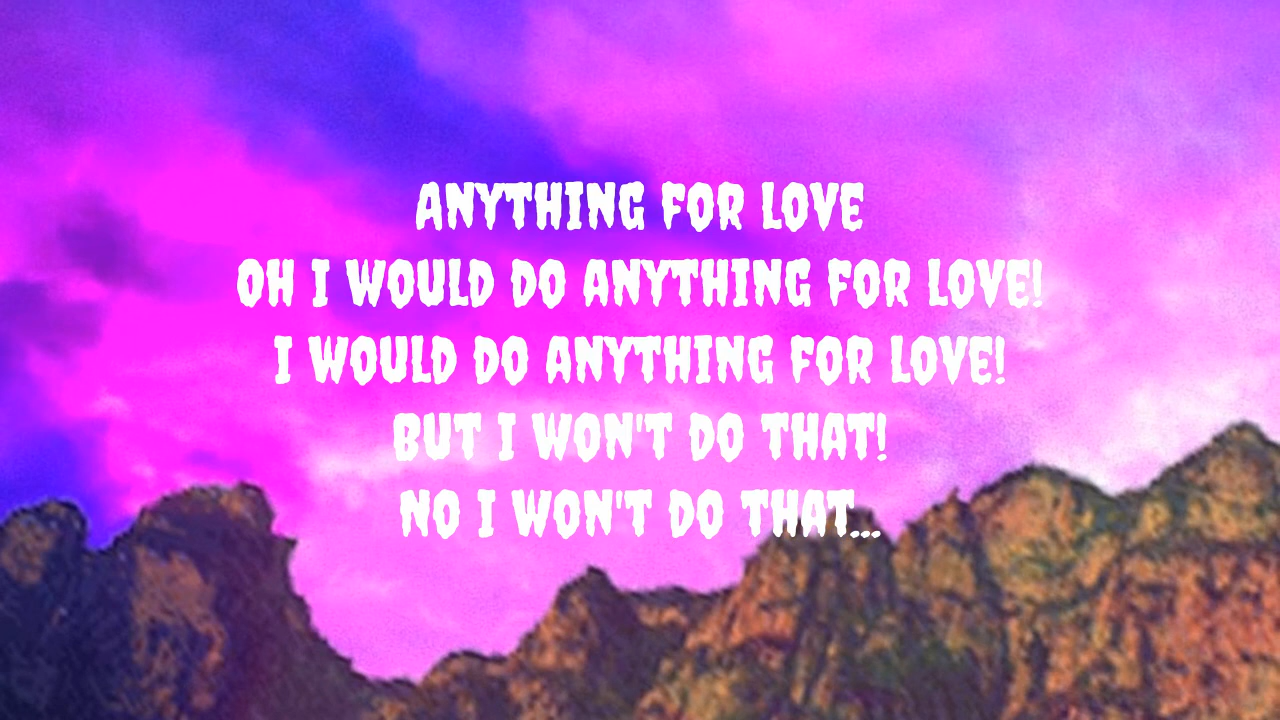 ANYTHING FOR LOVE
OH I WOULD DO ANYTHING FOR LOVE!
I WOULD DO ANYTHING FOR LOVE!
BUT I WON'T DO THAT!
NO I WON'T DO THAT...